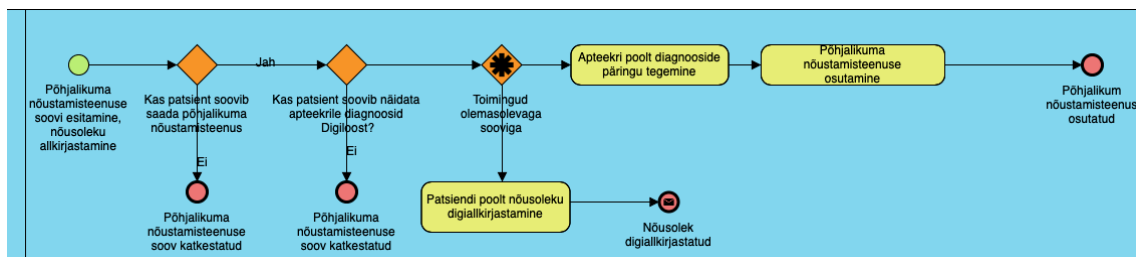 Põhjalikuma
nõustamisteenuse
soovi esitamine,
nõusoleku
allkirjastamine
Jah
Kas patsient soovib
saada põhjalikuma
nõustamisteenus
Ei
Põhjalikuma
nõustamisteenuse
soov katkestatud
Kas patsient soovib näidata
apteekrile diagnoosid
Digiloost?
Ei
Põhjalikuma
nõustamisteenuse
soov katkestatud
Toimingud
olemasolevaga
sooviga
Apteekri poolt diagnooside
päringu tegemine
Põhjalikuma
nõustamisteenuse
osutamine
Põhjalikum
nõustamisteenus
osutatud
Patsiendi poolt nõusoleku
digiallkirjastamine
Nõusolek
digiallkirjastatud